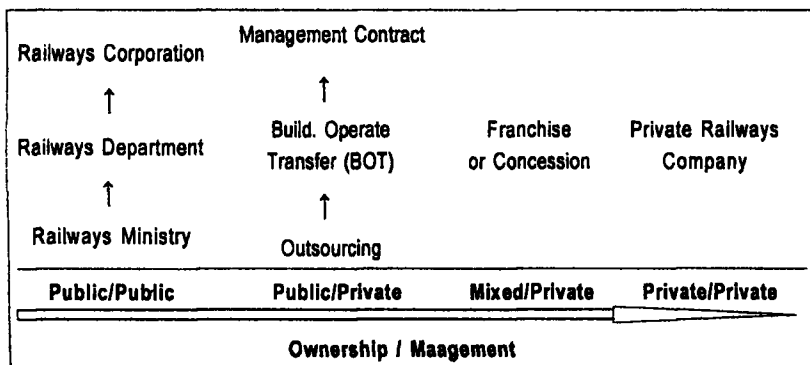 Management Contract
Railways Corporation
↑
↑
Build. Operate
Franchise
Private Railways
Railways Department
Transfer (BOT)
or Concession
Company
↑
↑
Railways Ministry
Outsourcing
Public/Public
Public/Private
Mixed/Private
Private/Private
Ownership / Maagement